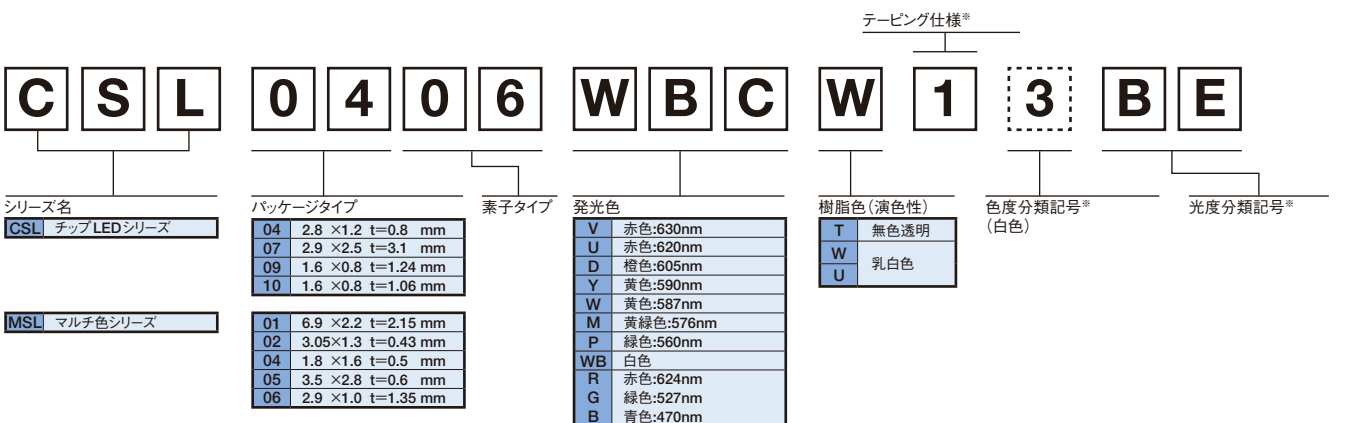 テーピング仕様※
C S L 0 4 0 6 W B C W 1 3 B E
シリーズ名
CSL チップLEDシリーズ
MSL マルチ色シリーズ
パッケージタイプ
04 2.8 ×1.2 t=0.8 mm
07 2.9 ×2.5 t=3.1 mm
09 1.6 ×0.8 t=1.24 mm
10 1.6 ×0.8 t=1.06 mm
01 6.9 ×2.2 t=2.15 mm
02 3.05×1.3 t=0.43 mm
04 1.8 ×1.6 t=0.5 mm
05 3.5 ×2.8 t=0.6 mm
06 2.9 ×1.0 t=1.35 mm
素子タイプ
発光色
V 赤色:630nm
U 赤色:620nm
D 橙色:605nm
Y 黄色:590nm
W 黄色:587nm
M 黄緑色:576nm
P 緑色:560nm
WB 白色
R 赤色:624nm
G 緑色:527nm
B 青色:470nm
樹脂色(演色性)
T 無色透明
W
U
乳白色
色度分類記号※
(白色)
光度分類記号※